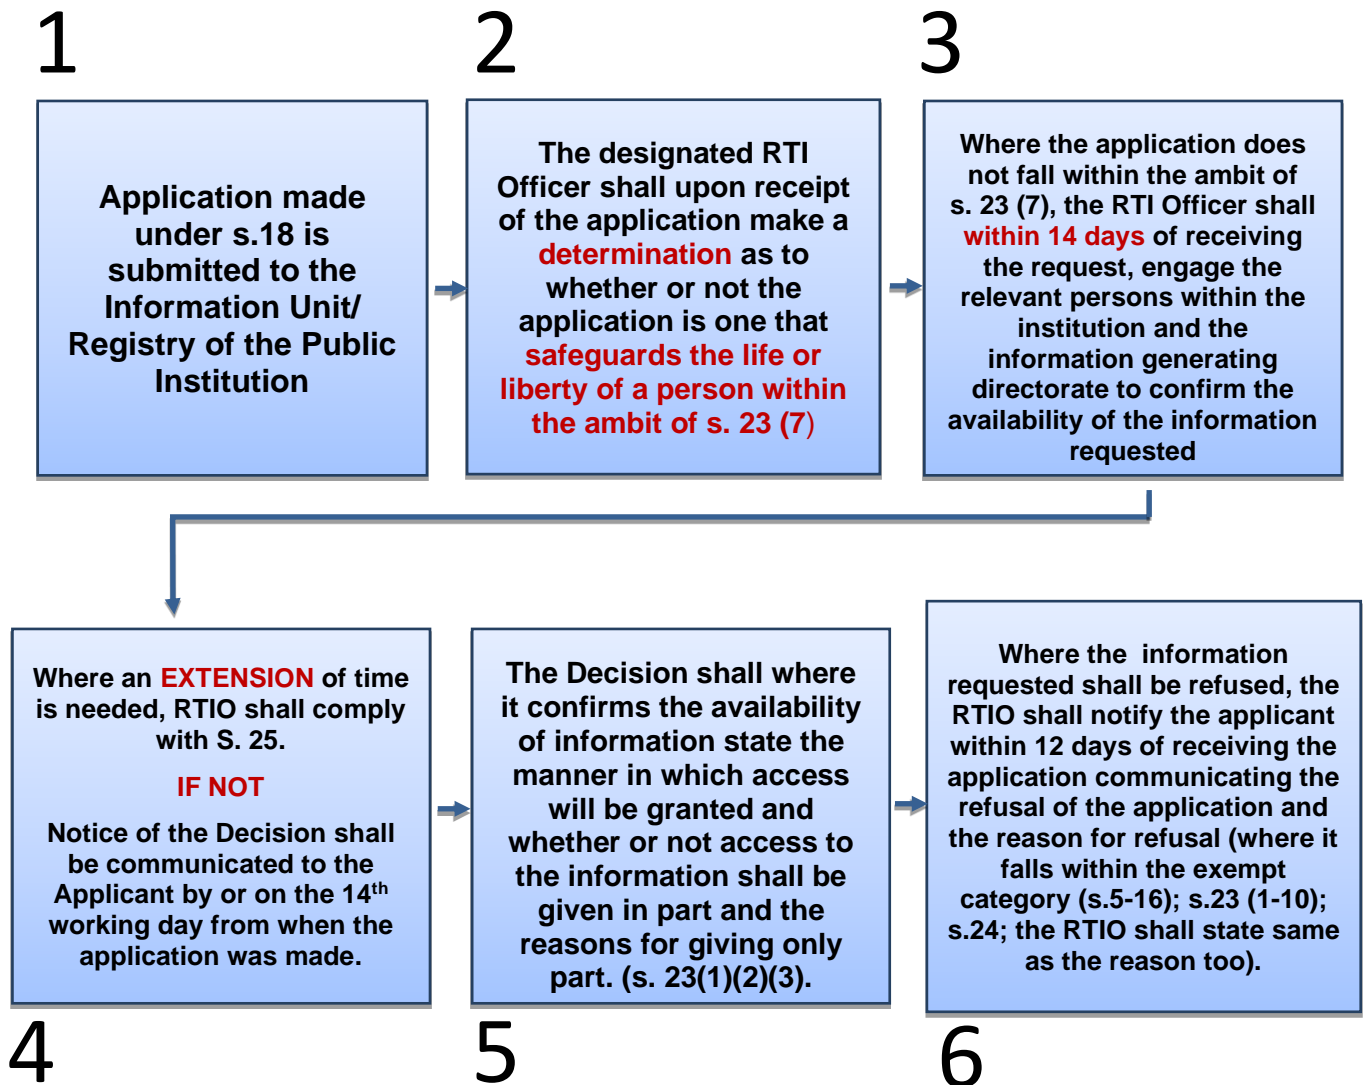 1
Application made
under s.18 is
submitted to the
Information Unit/
Registry of the Public
Institution
2
The designated RTI
Officer shall upon receipt
of the application make a
determination as to
whether or not the
application is one that
safeguards the life or
liberty of a person within
the ambit of s. 23 (7)
3
Where the application does
not fall within the ambit of
s. 23 (7), the RTI Officer shall
within 14 days of receiving
the request, engage the
relevant persons within the
institution and the
information generating
directorate to confirm the
availability of the information
requested
4
Where an EXTENSION of time
is needed, RTIO shall comply
with S. 25.
IF NOT
Notice of the Decision shall
be communicated to the
Applicant by or on the 14th
working day from when the
application was made.
5
The Decision shall where
it confirms the availability
of information state the
manner in which access
will be granted and
whether or not access to
the information shall be
given in part and the
reasons for giving only
part. (s. 23(1)(2)(3).
6
Where the  information
requested shall be refused, the
RTIO shall notify the applicant
within 12 days of receiving the
application communicating the
refusal of the application and
the reason for refusal (where it
falls within the exempt
category (s.5-16); s.23 (1-10);
s.24; the RTIO shall state same
as the reason too).